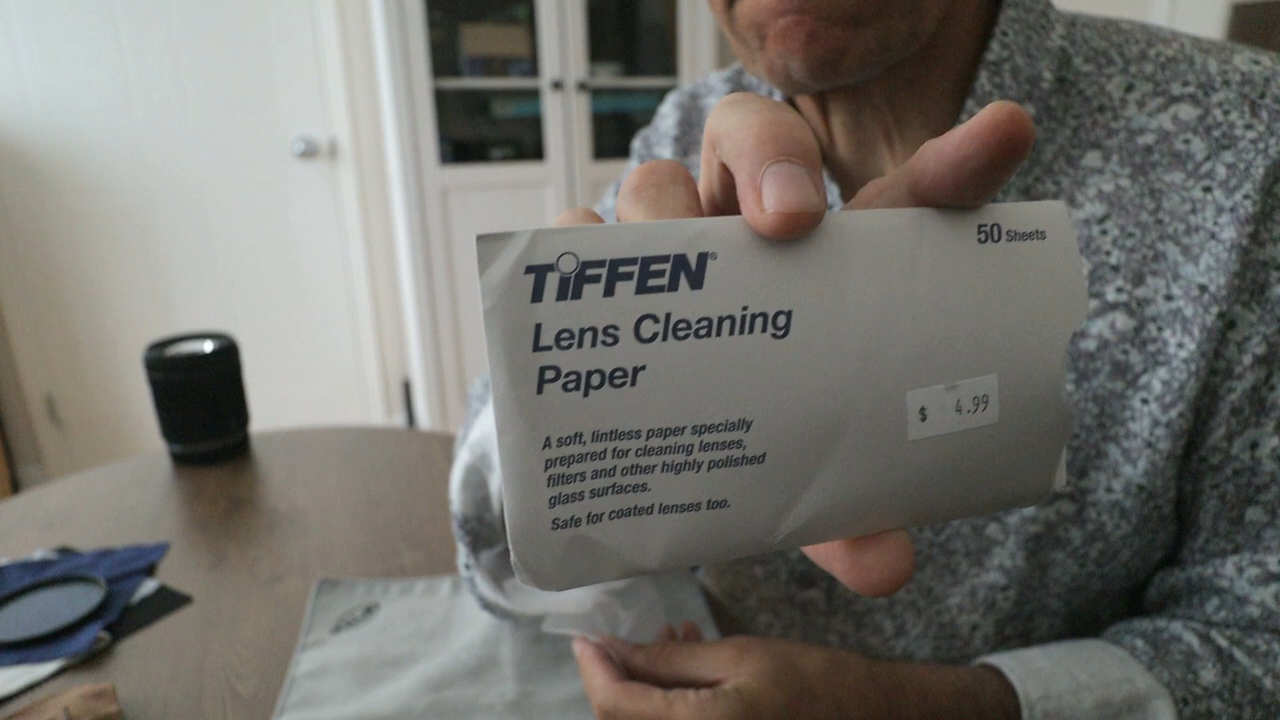 TiFFEN®
50 Sheets
Lens Cleaning
Paper
$ 4.99
A soft, lintless paper specially
prepared for cleaning lenses,
filters and other highly polished
glass surfaces.
Safe for coated lenses too.